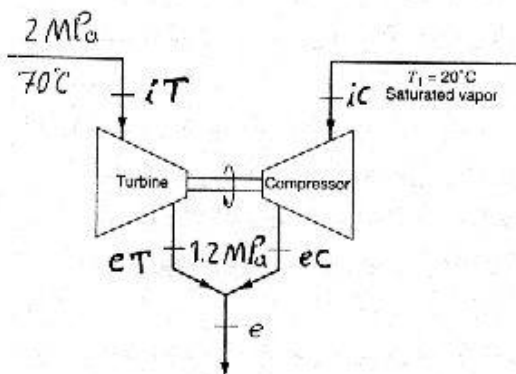 2 MPa
70°C
iT
iC
T₁ = 20°C
Saturated vapor
Turbine
Compressor
eT
1.2 MPa
eC
e